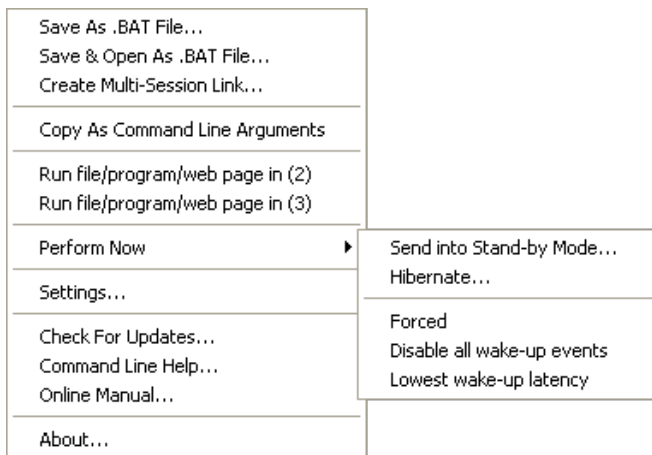 Save As .BAT File...
Save & Open As .BAT File...
Create Multi-Session Link...
Copy As Command Line Arguments
Run file/program/web page in (2)
Run file/program/web page in (3)
Perform Now
Send into Stand-by Mode...
Hibernate...
Forced
Disable all wake-up events
Lowest wake-up latency
Settings...
Check For Updates...
Command Line Help...
Online Manual...
About...